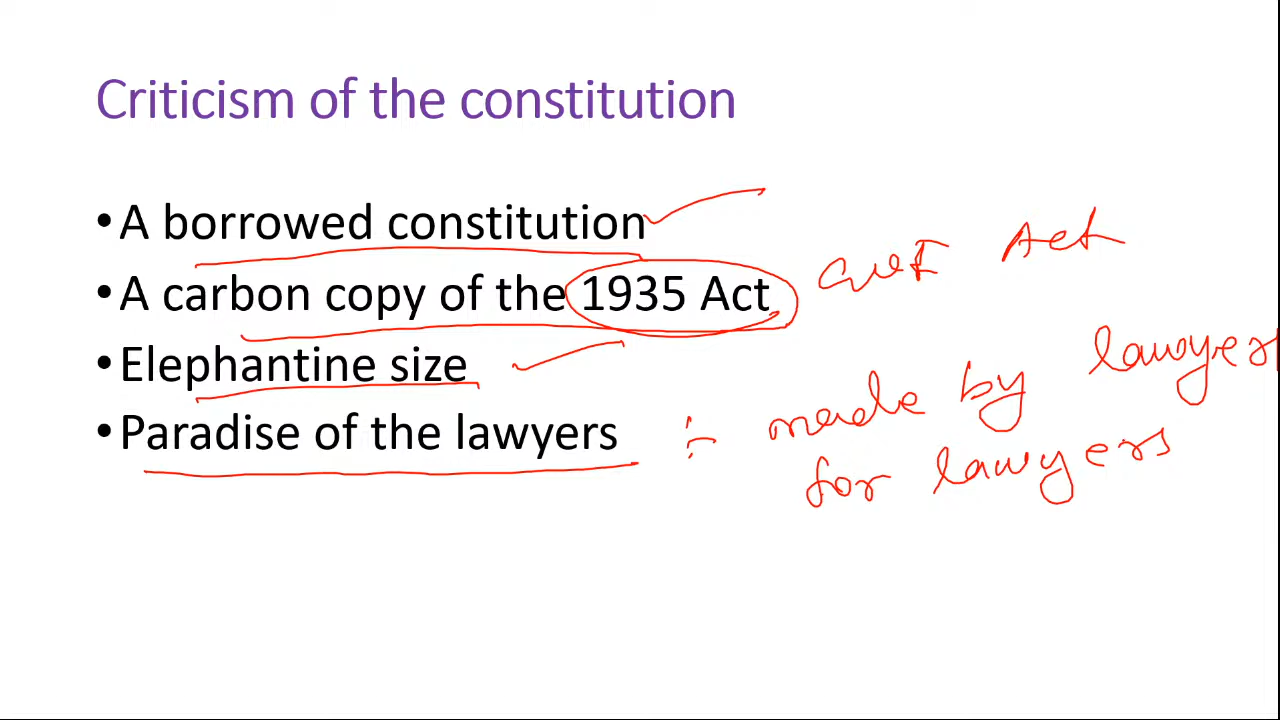 Criticism of the constitution
•A borrowed constitution
•A carbon copy of the 1935 Act Govt Act
•Elephantine size
•Paradise of the lawyers :- made by lawyers
for lawyers